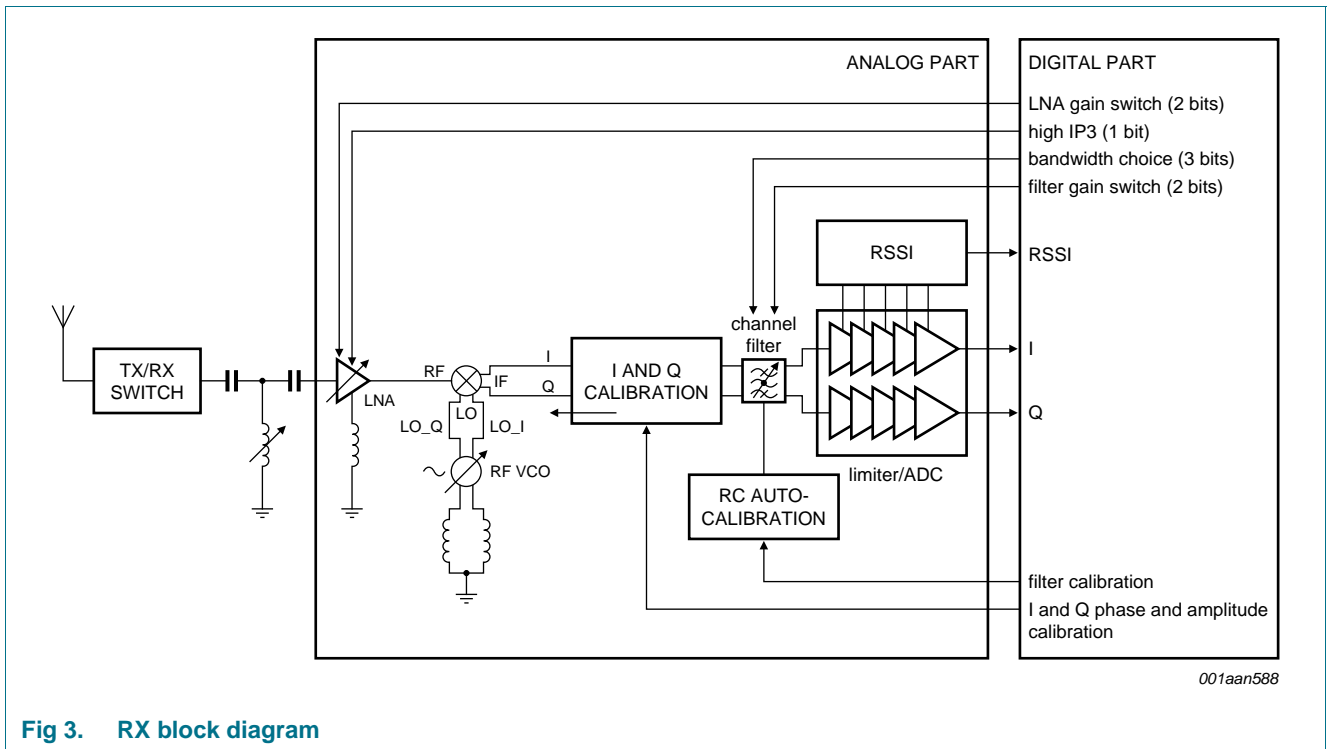 ANALOG PART
DIGITAL PART
LNA gain switch (2 bits)
high IP3 (1 bit)
bandwidth choice (3 bits)
filter gain switch (2 bits)
RSSI
RSSI
channel
filter
TX/RX
SWITCH
LNA
RF
I
IF
Q
LO
LO_Q
LO_I
RF VCO
I AND Q
CALIBRATION
I
Q
limiter/ADC
RC AUTO-
CALIBRATION
filter calibration
I and Q phase and amplitude
calibration
001aan588
Fig 3. RX block diagram